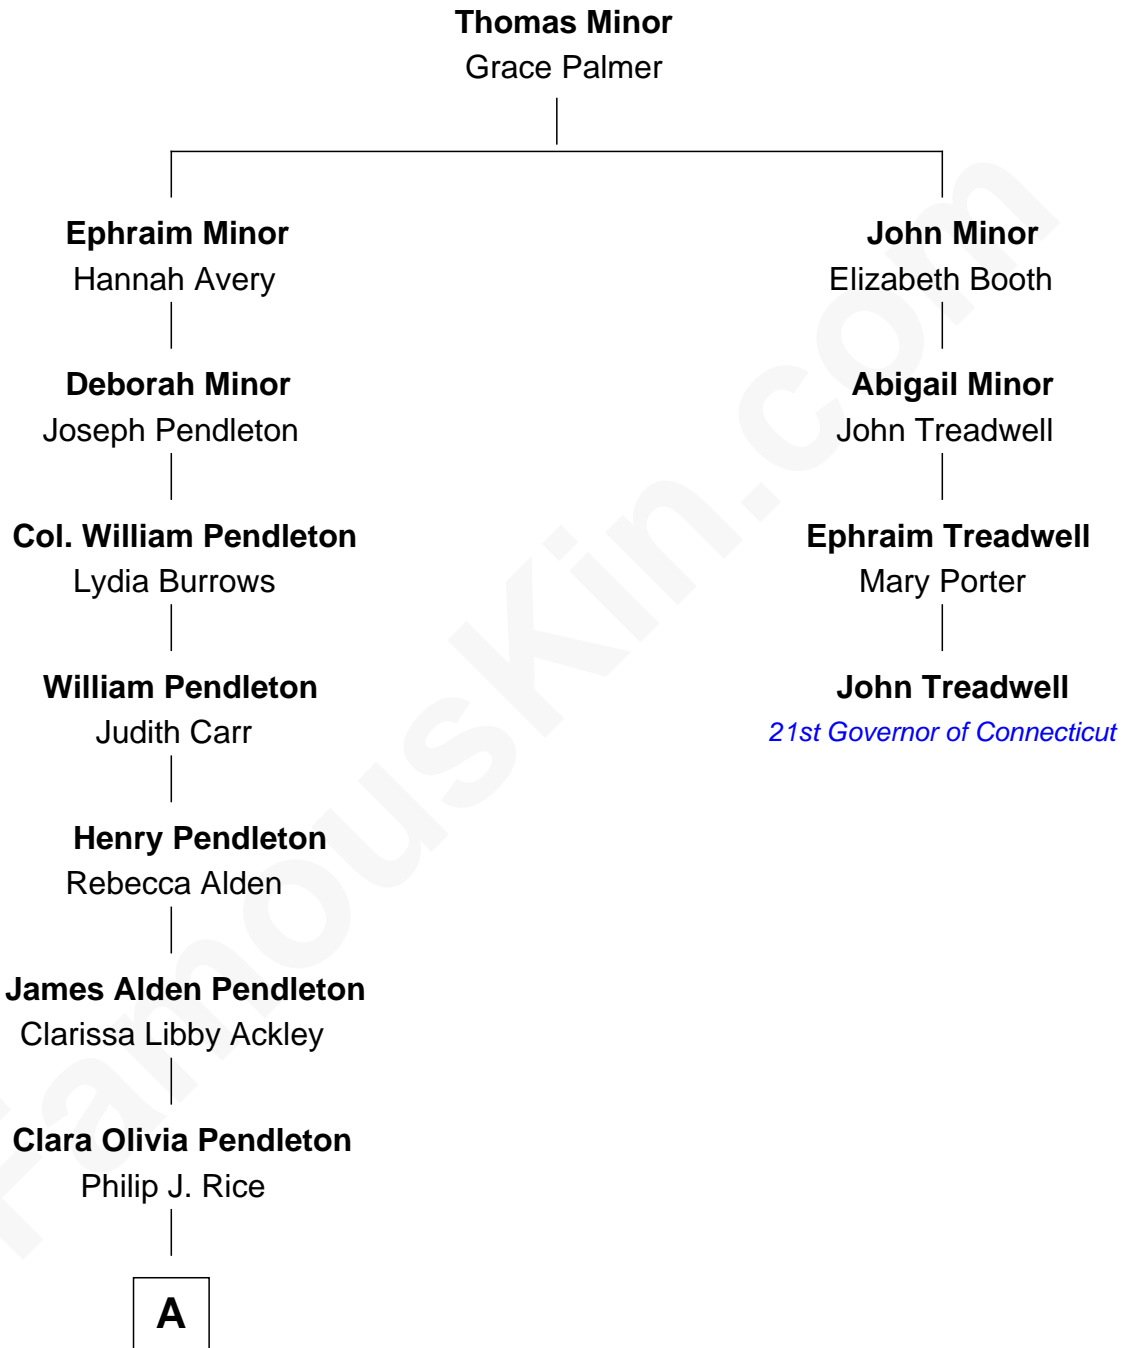 Thomas Minor
Grace Palmer
Ephraim Minor
Hannah Avery
Deborah Minor
Joseph Pendleton
Col. William Pendleton
Lydia Burrows
William Pendleton
Judith Carr
Henry Pendleton
Rebecca Alden
James Alden Pendleton
Clarissa Libby Ackley
Clara Olivia Pendleton
Philip J. Rice
A
John Minor
Elizabeth Booth
Abigail Minor
John Treadwell
Ephraim Treadwell
Mary Porter
John Treadwell
21st Governor of Connecticut
FamousKin.com